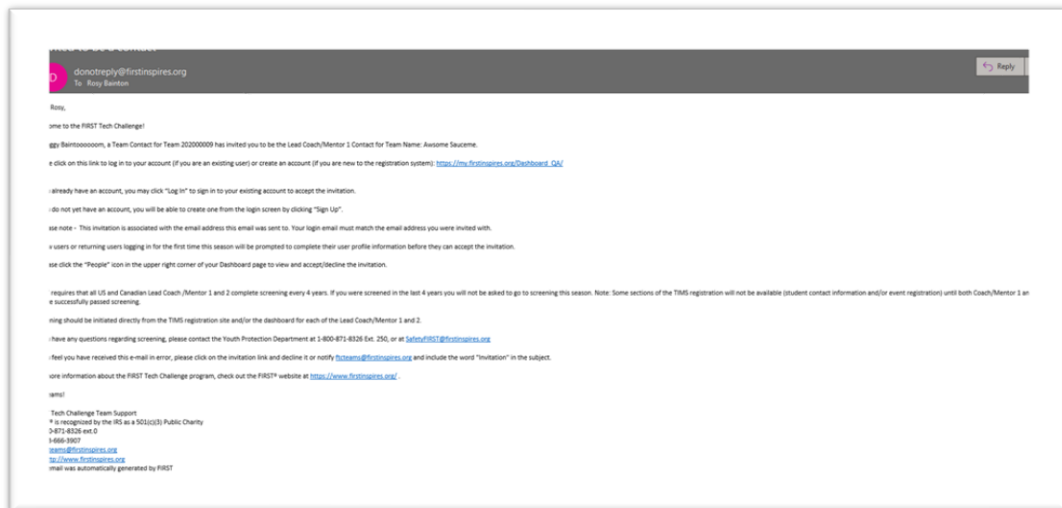 donotreply@firstinspires.org
To Rosy Bainton
Reply
D
Rosy,
ome to the FIRST Tech Challenge!
ggy Baintoooooom, a Team Contact for Team 202000009 has invited you to be the Lead Coach/Mentor 1 Contact for Team Name: Awsome Sauceme.
e click on this link to log in to your account (if you are an existing user) or create an account (if you are new to the registration system): https://my.firstinspires.org/Dashboard_QA/
already have an account, you may click "Log In" to sign in to your existing account to accept the invitation.
do not yet have an account, you will be able to create one from the login screen by clicking "Sign Up".
ase note - This invitation is associated with the email address this email was sent to. Your login email must match the email address you were invited with.
w users or returning users logging in for the first time this season will be prompted to complete their user profile information before they can accept the invitation.
ase click the "People" icon in the upper right corner of your Dashboard page to view and accept/decline the invitation.
requires that all US and Canadian Lead Coach /Mentor 1 and 2 complete screening every 4 years. If you were screened in the last 4 years you will not be asked to go to screening this season. Note: Some sections of the TIMS registration will not be available (student contact information and/or event registration) until both Coach/Mentor 1 an
e successfully passed screening.
ning should be initiated directly from the TIMS registration site and/or the dashboard for each of the Lead Coach/Mentor 1 and 2.
have any questions regarding screening, please contact the Youth Protection Department at 1-800-871-8326 Ext. 250, or at SafetyFIRST@firstinspires.org
feel you have received this e-mail in error, please click on the invitation link and decline it or notify ftcteams@firstinspires.org and include the word "Invitation" in the subject.
ore information about the FIRST Tech Challenge program, check out the FIRST® website at https://www.firstinspires.org/ .
eams!
Tech Challenge Team Support
® is recognized by the IRS as a 501(c)(3) Public Charity
0-871-8326 ext.0
3-666-3907
teams@firstinspires.org
tp://www.firstinspires.org
email was automatically generated by FIRST